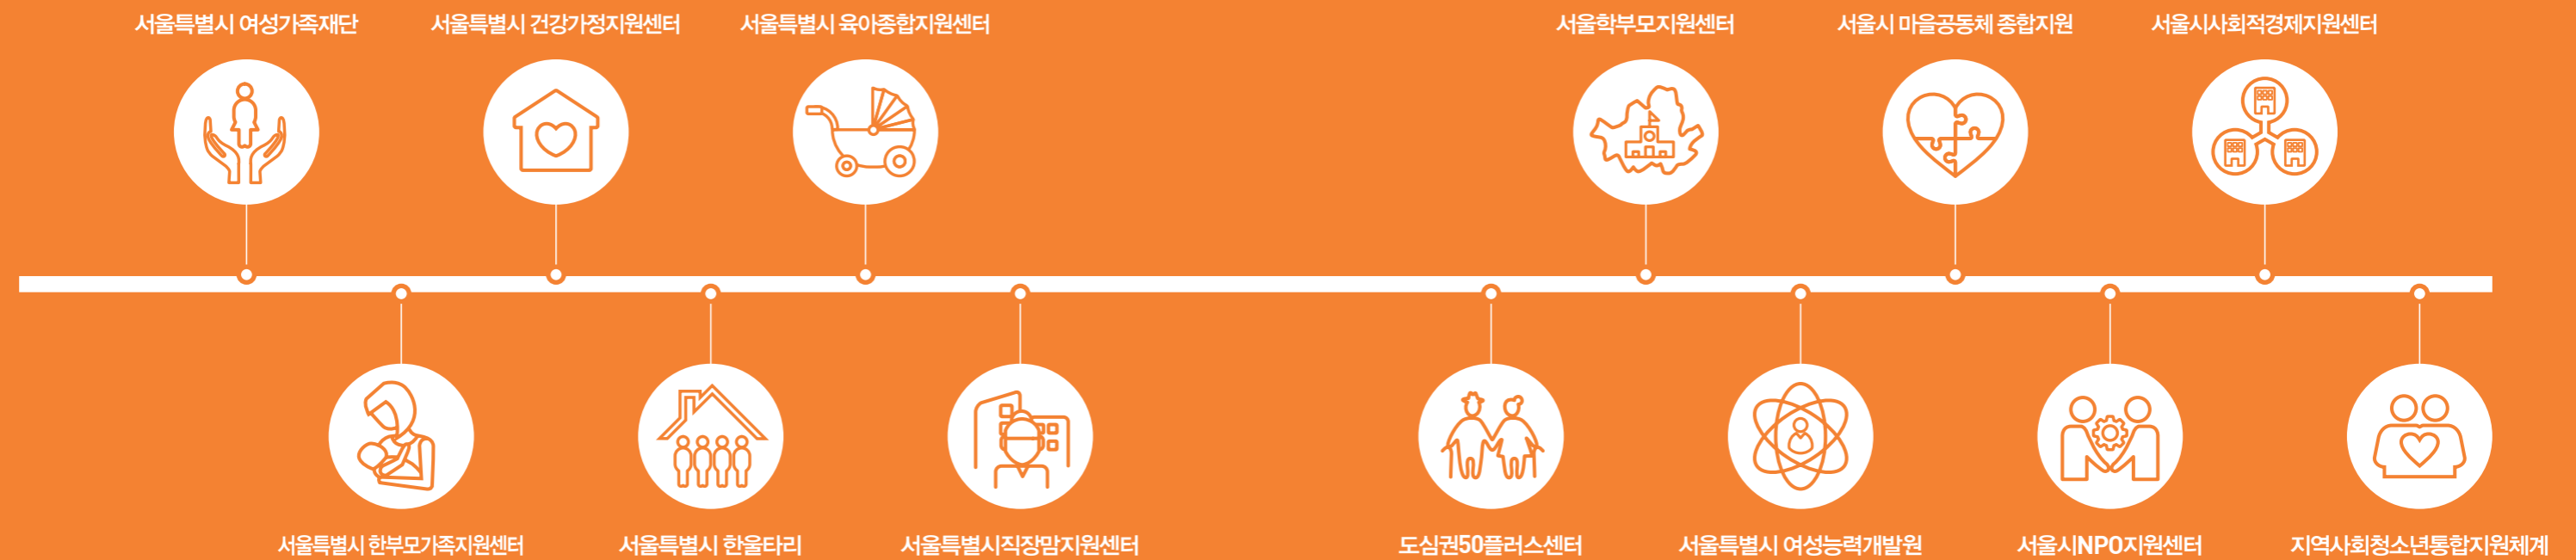 서울특별시 여성가족재단
서울특별시 건강가정지원센터
서울특별시 육아종합지원센터
서울학부모지원센터
서울시 마을공동체 종합지원
서울시사회적경제지원센터
서울특별시 한부모가족지원센터
서울특별시 한울타리
서울특별시직장맘지원센터
도심권50플러스센터
서울특별시 여성능력개발원
서울시NPO지원센터
지역사회청소년통합지원체계